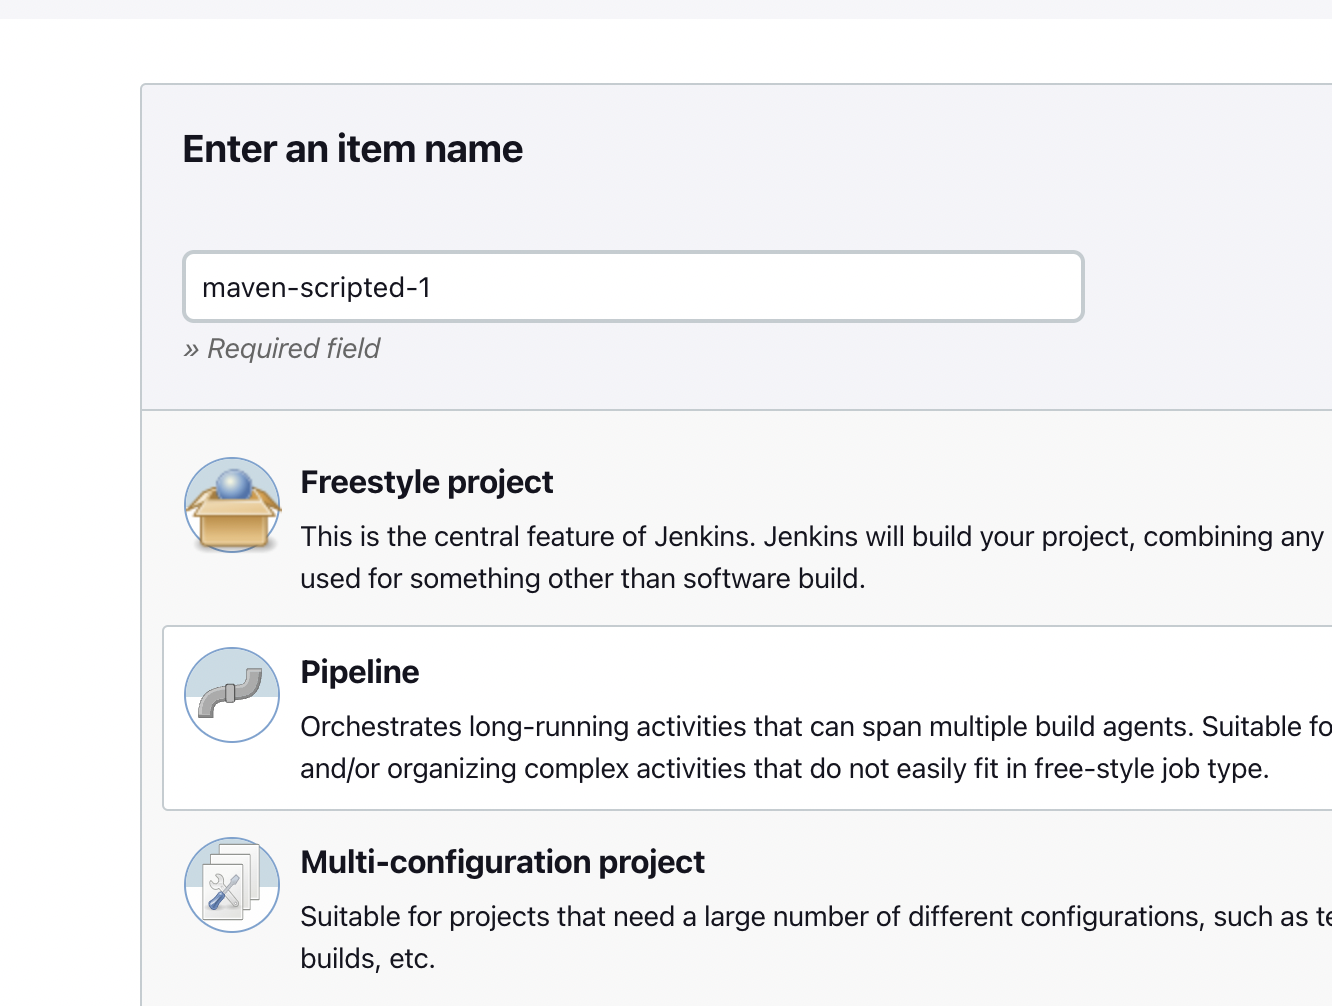 Enter an item name
maven-scripted-1
» Required field
Freestyle project
This is the central feature of Jenkins. Jenkins will build your project, combining any
used for something other than software build.
Pipeline
Orchestrates long-running activities that can span multiple build agents. Suitable fo
and/or organizing complex activities that do not easily fit in free-style job type.
Multi-configuration project
Suitable for projects that need a large number of different configurations, such as te
builds, etc.